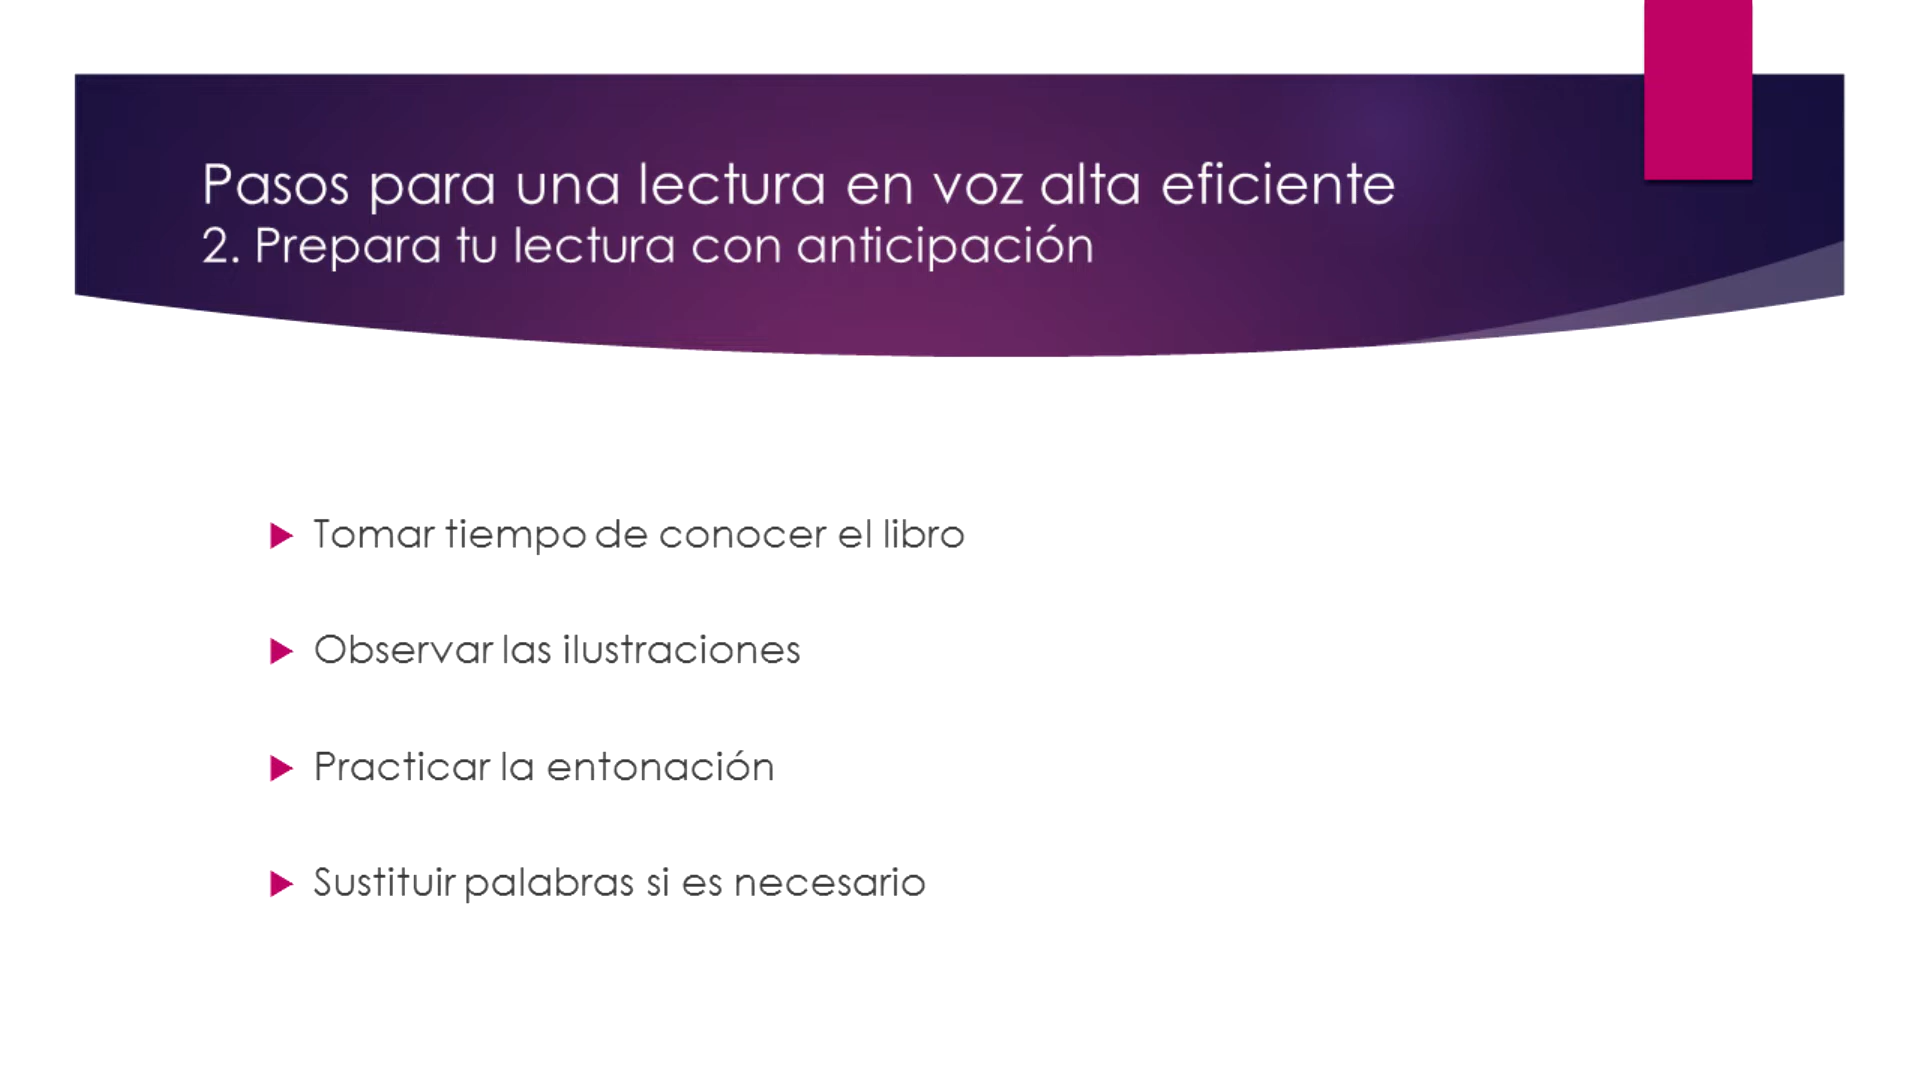 Pasos para una lectura en voz alta eficiente
2. Prepara tu lectura con anticipación
Tomar tiempo de conocer el libro
Observar las ilustraciones
Practicar la entonación
Sustituir palabras si es necesario